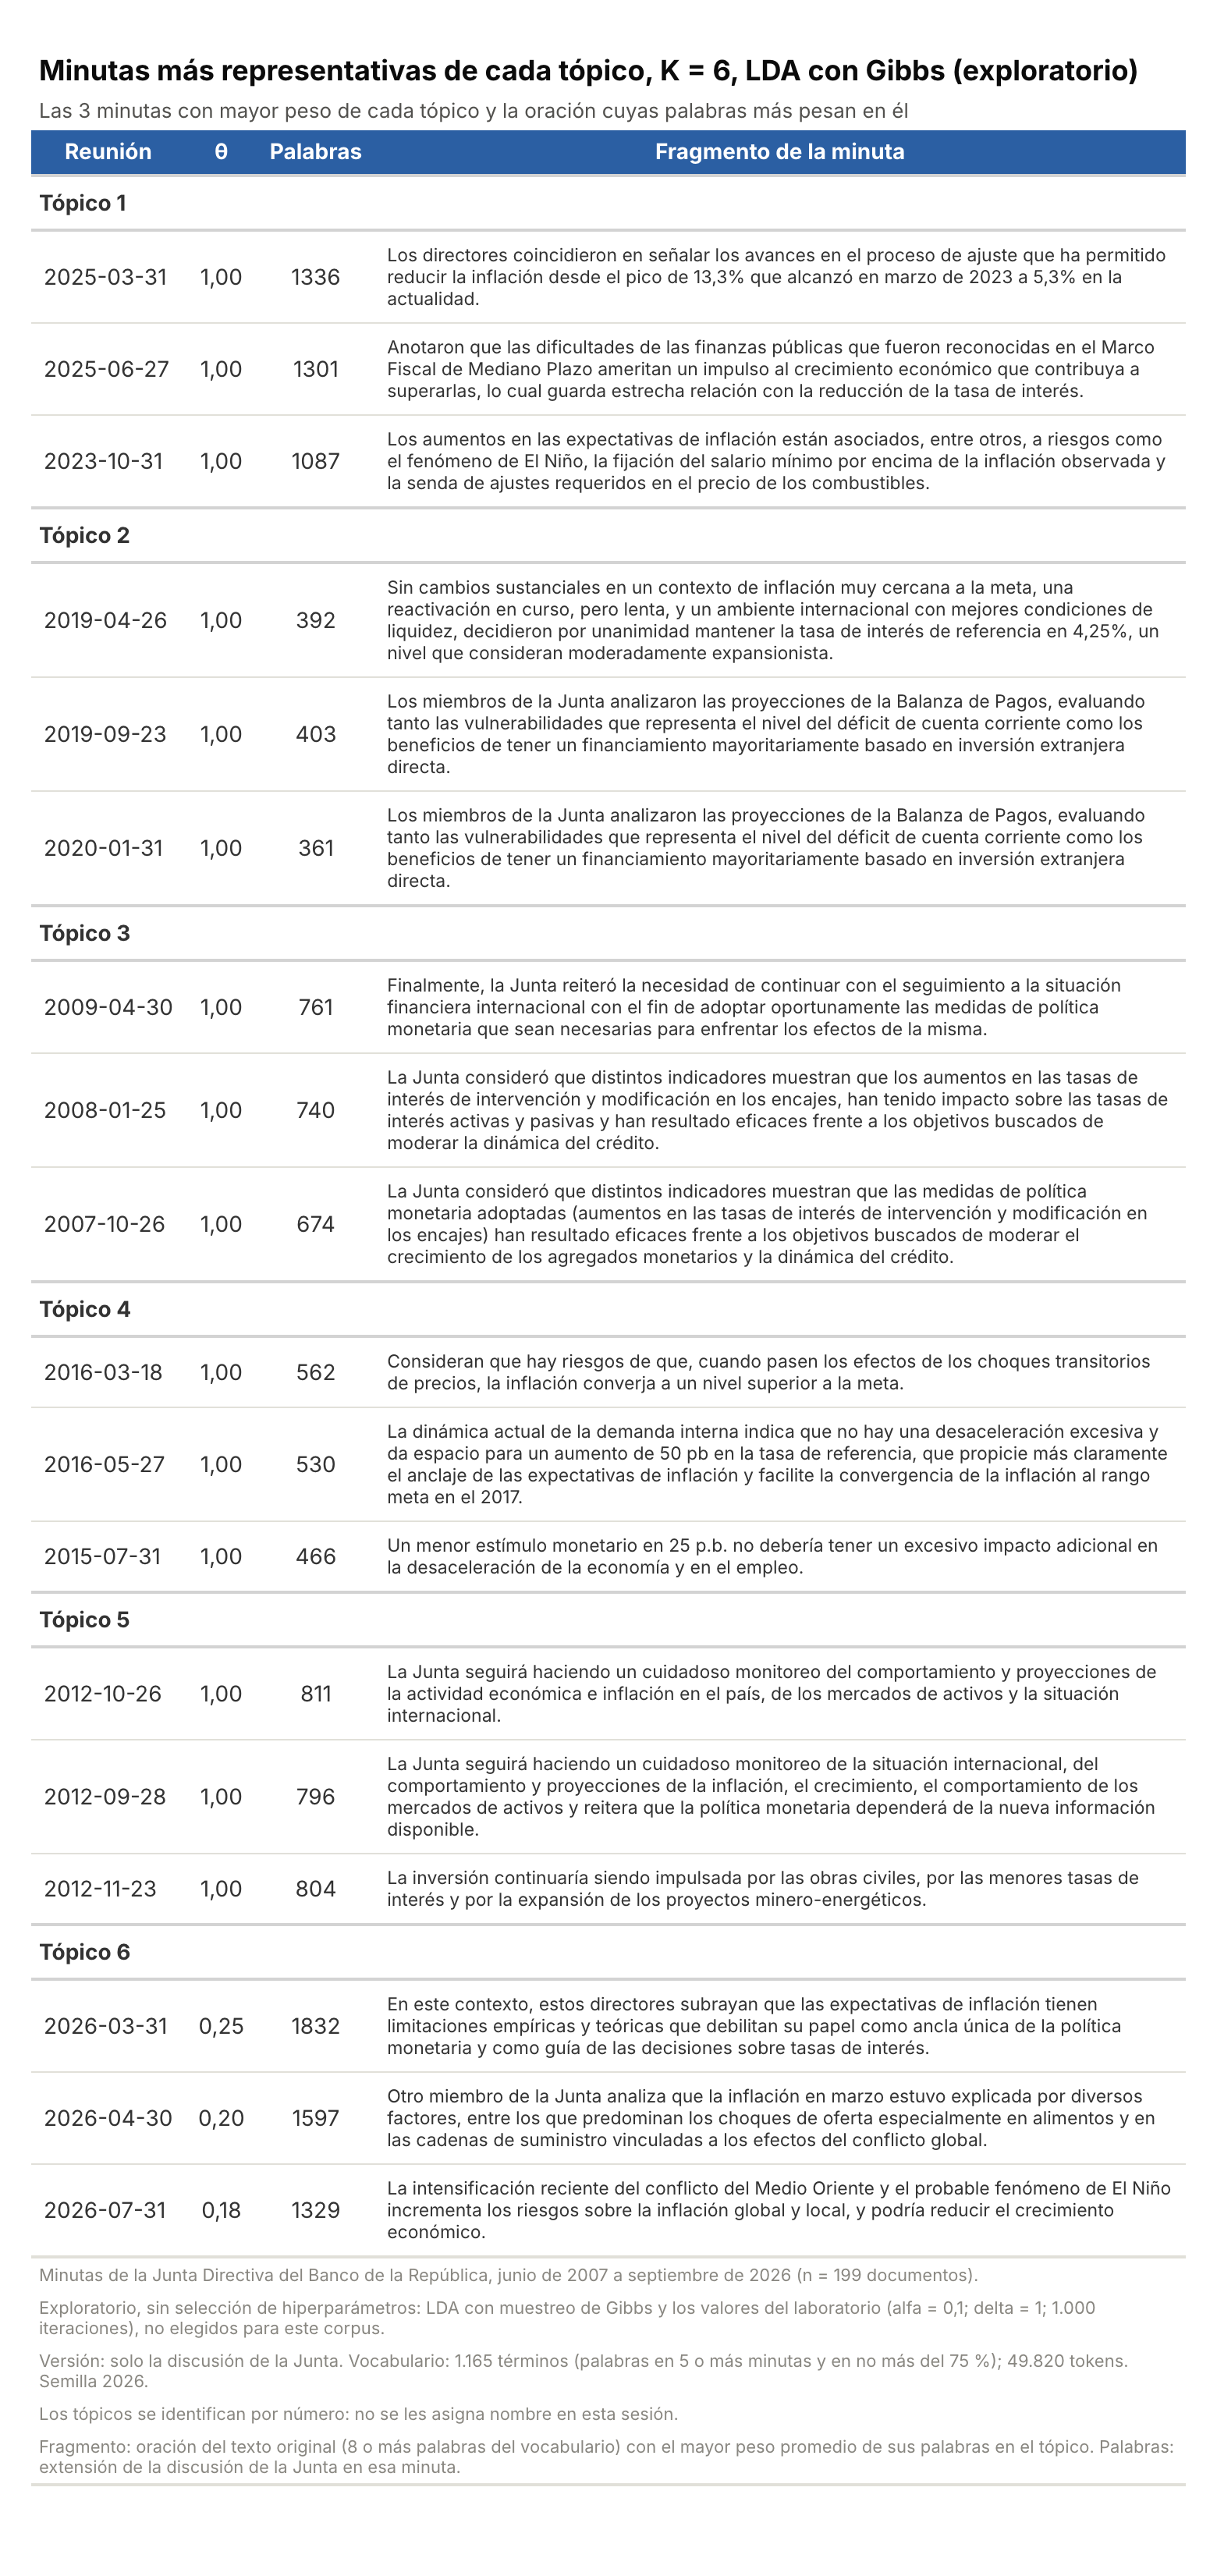 Minutas más representativas de cada tópico, K = 6, LDA con Gibbs (exploratorio)
Las 3 minutas con mayor peso de cada tópico y la oración cuyas palabras más pesan en él
Reunión θ Palabras Fragmento de la minuta
Tópico 1
2025-03-31 1,00 1336
Los directores coincidieron en señalar los avances en el proceso de ajuste que ha permitido
reducir la inflación desde el pico de 13,3% que alcanzó en marzo de 2023 a 5,3% en la
actualidad.
2025-06-27 1,00 1301
Anotaron que las dificultades de las finanzas públicas que fueron reconocidas en el Marco
Fiscal de Mediano Plazo ameritan un impulso al crecimiento económico que contribuya a
superarlas, lo cual guarda estrecha relación con la reducción de la tasa de interés.
2023-10-31 1,00 1087
Los aumentos en las expectativas de inflación están asociados, entre otros, a riesgos como
el fenómeno de El Niño, la fijación del salario mínimo por encima de la inflación observada y
la senda de ajustes requeridos en el precio de los combustibles.
Tópico 2
2019-04-26 1,00 392
Sin cambios sustanciales en un contexto de inflación muy cercana a la meta, una
reactivación en curso, pero lenta, y un ambiente internacional con mejores condiciones de
liquidez, decidieron por unanimidad mantener la tasa de interés de referencia en 4,25%, un
nivel que consideran moderadamente expansionista.
2019-09-23 1,00 403
Los miembros de la Junta analizaron las proyecciones de la Balanza de Pagos, evaluando
tanto las vulnerabilidades que representa el nivel del déficit de cuenta corriente como los
beneficios de tener un financiamiento mayoritariamente basado en inversión extranjera
directa.
2020-01-31 1,00 361
Los miembros de la Junta analizaron las proyecciones de la Balanza de Pagos, evaluando
tanto las vulnerabilidades que representa el nivel del déficit de cuenta corriente como los
beneficios de tener un financiamiento mayoritariamente basado en inversión extranjera
directa.
Tópico 3
2009-04-30 1,00 761
Finalmente, la Junta reiteró la necesidad de continuar con el seguimiento a la situación
financiera internacional con el fin de adoptar oportunamente las medidas de política
monetaria que sean necesarias para enfrentar los efectos de la misma.
2008-01-25 1,00 740
La Junta consideró que distintos indicadores muestran que los aumentos en las tasas de
interés de intervención y modificación en los encajes, han tenido impacto sobre las tasas de
interés activas y pasivas y han resultado eficaces frente a los objetivos buscados de
moderar la dinámica del crédito.
2007-10-26 1,00 674
La Junta consideró que distintos indicadores muestran que las medidas de política
monetaria adoptadas (aumentos en las tasas de interés de intervención y modificación en
los encajes) han resultado eficaces frente a los objetivos buscados de moderar el
crecimiento de los agregados monetarios y la dinámica del crédito.
Tópico 4
2016-03-18 1,00 562
Consideran que hay riesgos de que, cuando pasen los efectos de los choques transitorios
de precios, la inflación converja a un nivel superior a la meta.
2016-05-27 1,00 530
La dinámica actual de la demanda interna indica que no hay una desaceleración excesiva y
da espacio para un aumento de 50 pb en la tasa de referencia, que propicie más claramente
el anclaje de las expectativas de inflación y facilite la convergencia de la inflación al rango
meta en el 2017.
2015-07-31 1,00 466
Un menor estímulo monetario en 25 p.b. no debería tener un excesivo impacto adicional en
la desaceleración de la economía y en el empleo.
Tópico 5
2012-10-26 1,00 811
La Junta seguirá haciendo un cuidadoso monitoreo del comportamiento y proyecciones de
la actividad económica e inflación en el país, de los mercados de activos y la situación
internacional.
2012-09-28 1,00 796
La Junta seguirá haciendo un cuidadoso monitoreo de la situación internacional, del
comportamiento y proyecciones de la inflación, el crecimiento, el comportamiento de los
mercados de activos y reitera que la política monetaria dependerá de la nueva información
disponible.
2012-11-23 1,00 804
La inversión continuaría siendo impulsada por las obras civiles, por las menores tasas de
interés y por la expansión de los proyectos minero-energéticos.
Tópico 6
2026-03-31 0,25 1832
En este contexto, estos directores subrayan que las expectativas de inflación tienen
limitaciones empíricas y teóricas que debilitan su papel como ancla única de la política
monetaria y como guía de las decisiones sobre tasas de interés.
2026-04-30 0,20 1597
Otro miembro de la Junta analiza que la inflación en marzo estuvo explicada por diversos
factores, entre los que predominan los choques de oferta especialmente en alimentos y en
las cadenas de suministro vinculadas a los efectos del conflicto global.
2026-07-31 0,18 1329
La intensificación reciente del conflicto del Medio Oriente y el probable fenómeno de El Niño
incrementa los riesgos sobre la inflación global y local, y podría reducir el crecimiento
económico.
Minutas de la Junta Directiva del Banco de la República, junio de 2007 a septiembre de 2026 (n = 199 documentos).
Exploratorio, sin selección de hiperparámetros: LDA con muestreo de Gibbs y los valores del laboratorio (alfa = 0,1; delta = 1; 1.000
iteraciones), no elegidos para este corpus.
Versión: solo la discusión de la Junta. Vocabulario: 1.165 términos (palabras en 5 o más minutas y en no más del 75 %); 49.820 tokens.
Semilla 2026.
Los tópicos se identifican por número: no se les asigna nombre en esta sesión.
Fragmento: oración del texto original (8 o más palabras del vocabulario) con el mayor peso promedio de sus palabras en el tópico. Palabras:
extensión de la discusión de la Junta en esa minuta.